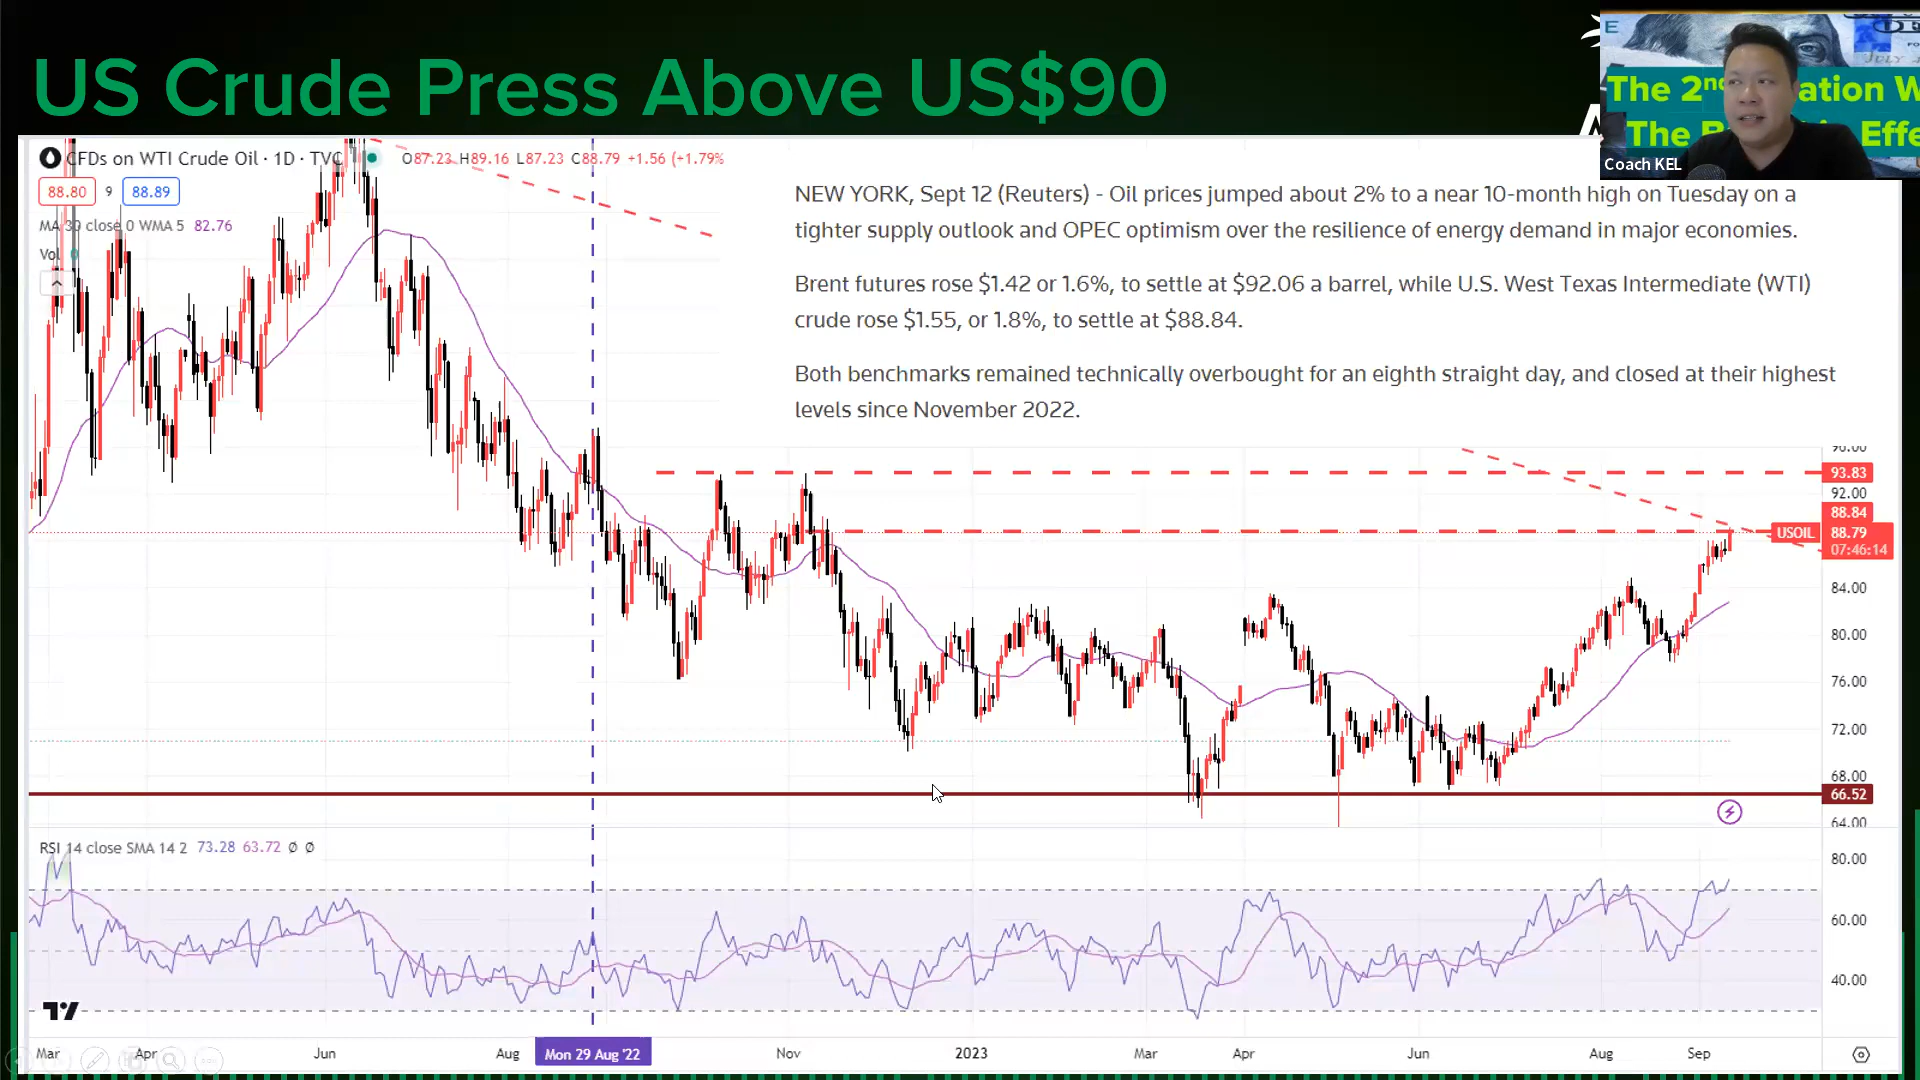 US Crude Press Above US$90
E
The 2nd
ation W
The B
Effe
Coach KEL
CFDs on WTI Crude Oil · 1D · TVC
O87.23 H89.16 L87.23 C88.79 +1.56 (+1.79%
88.80 9 88.89
MA 30 close 0 WMA 5 82.76
Vol
NEW YORK, Sept 12 (Reuters) - Oil prices jumped about 2% to a near 10-month high on Tuesday on a
tighter supply outlook and OPEC optimism over the resilience of energy demand in major economies.
Brent futures rose $1.42 or 1.6%, to settle at $92.06 a barrel, while U.S. West Texas Intermediate (WTI)
crude rose $1.55, or 1.8%, to settle at $88.84.
Both benchmarks remained technically overbought for an eighth straight day, and closed at their highest
levels since November 2022.
96.00
93.83
92.00
88.84
USOIL 88.79
07:46:14
84.00
80.00
76.00
72.00
68.00
66.52
64.00
RSI 14 close SMA 14 2 73.28 63.72 Ø Ø
80.00
60.00
40.00
Mar Apr Jun Aug Mon 29 Aug '22 Nov 2023 Mar Apr Jun Aug Sep